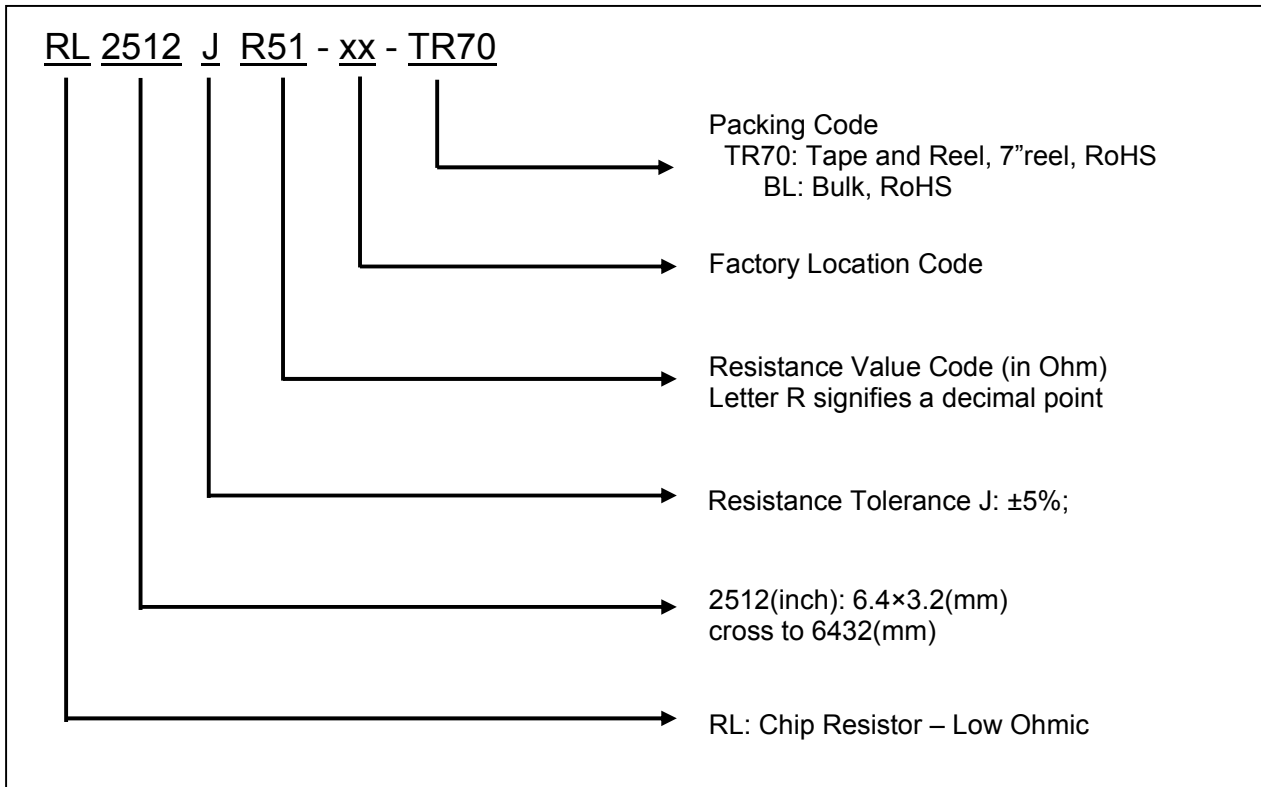 RL 2512 J R51 - xx - TR70
Packing Code
TR70: Tape and Reel, 7”reel, RoHS
BL: Bulk, RoHS
Factory Location Code
Resistance Value Code (in Ohm)
Letter R signifies a decimal point
Resistance Tolerance J: ±5%;
2512(inch): 6.4×3.2(mm)
cross to 6432(mm)
RL: Chip Resistor – Low Ohmic